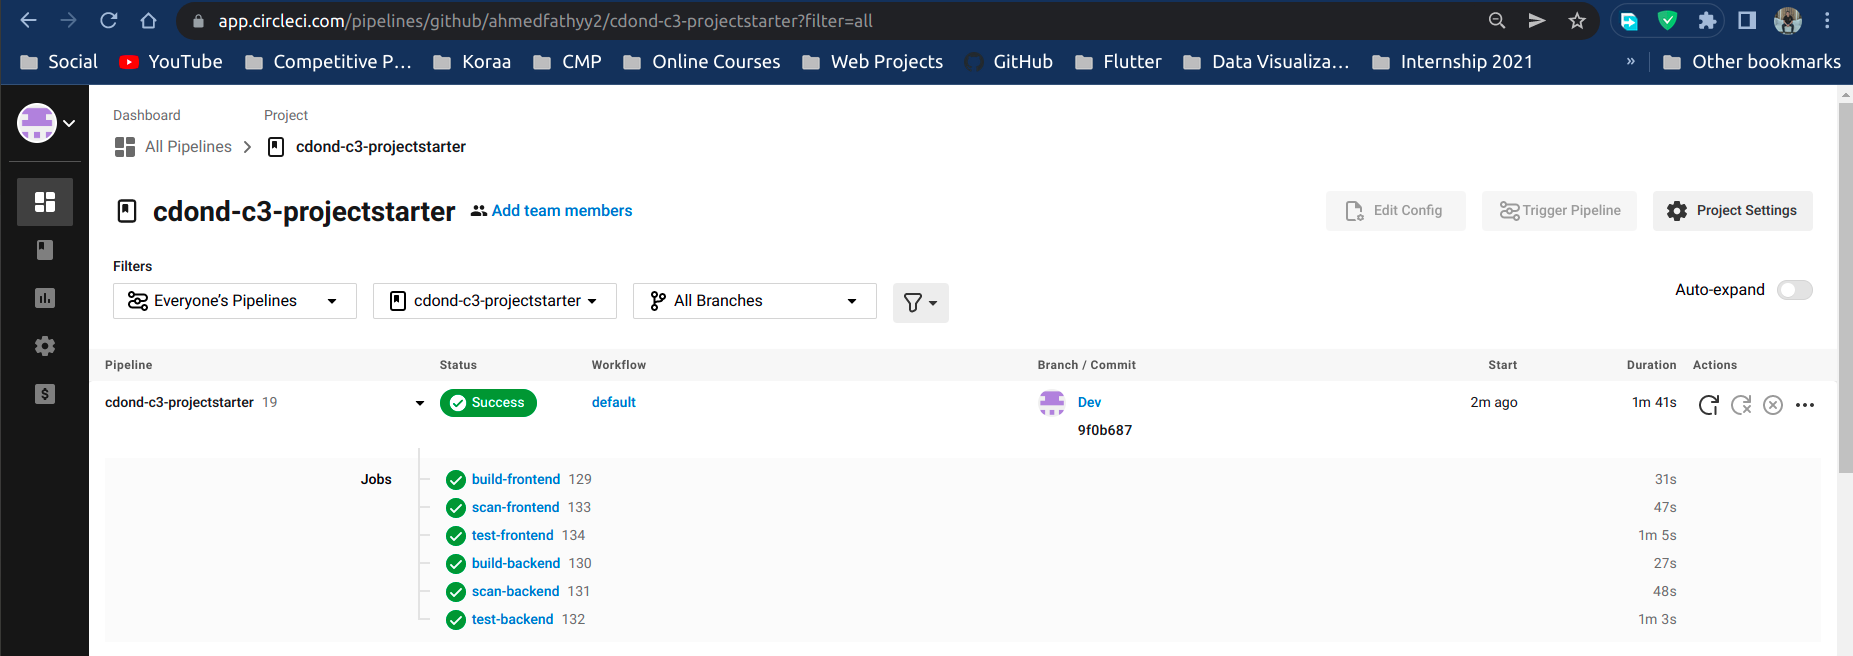 app.circleci.com/pipelines/github/ahmedfathyy2/cdond-c3-projectstarter?filter=all
Social YouTube Competitive P... Koraa CMP Online Courses Web Projects GitHub Flutter Data Visualiza... Internship 2021 » Other bookmarks
Dashboard Project
All Pipelines > cdond-c3-projectstarter
cdond-c3-projectstarter Add team members Edit Config Trigger Pipeline Project Settings
Filters
Everyone's Pipelines cdond-c3-projectstarter All Branches Auto-expand
Pipeline Status Workflow Branch / Commit Start Duration Actions
cdond-c3-projectstarter 19 Success default Dev 2m ago 1m 41s
9f0b687
Jobs build-frontend 129 31s
scan-frontend 133 47s
test-frontend 134 1m 5s
build-backend 130 27s
scan-backend 131 48s
test-backend 132 1m 3s